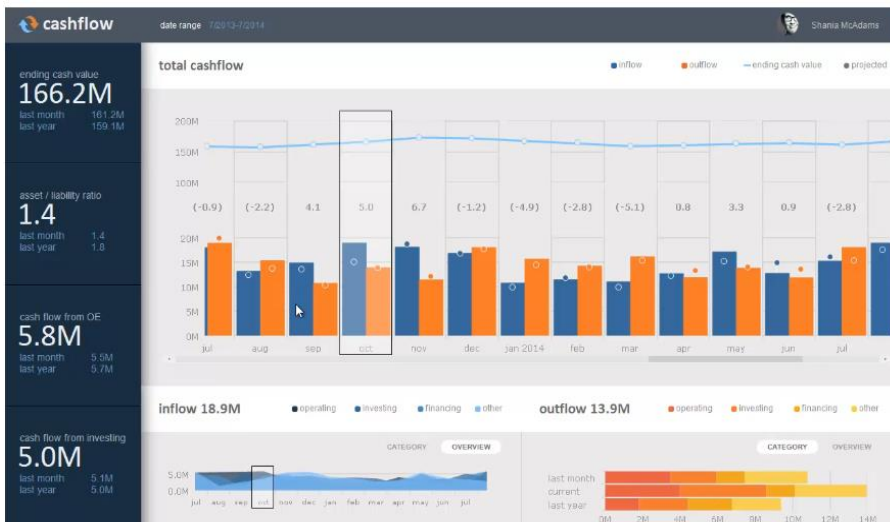 cashflow
date range 7/2013-7/2014
Shania McAdams
ending cash value
166.2M
last month 161.2M
last year 159.1M
asset / liability ratio
1.4
last month 1.4
last year 1.8
cash flow from OE
5.8M
last month 5.5M
last year 5.7M
cash flow from investing
5.0M
last month 5.1M
last year 5.0M
total cashflow
inflow outflow ending cash value projected
200M
150M
100M
(-0.9) (-2.2) 4.1 5.0 6.7 (-1.2) (-4.9) (-2.8) (-5.1) 0.8 3.3 0.9 (-2.8)
20M
15M
10M
5M
0M
jul aug sep oct nov dec jan 2014 feb mar apr may jun jul
inflow 18.9M operating investing financing other
CATEGORY OVERVIEW
5.0M
0.0M
jul aug sep oct nov dec jan feb mar apr may jun jul
outflow 13.9M operating investing financing other
CATEGORY OVERVIEW
last month
current
last year
0M 2M 4M 6M 8M 10M 12M 14M